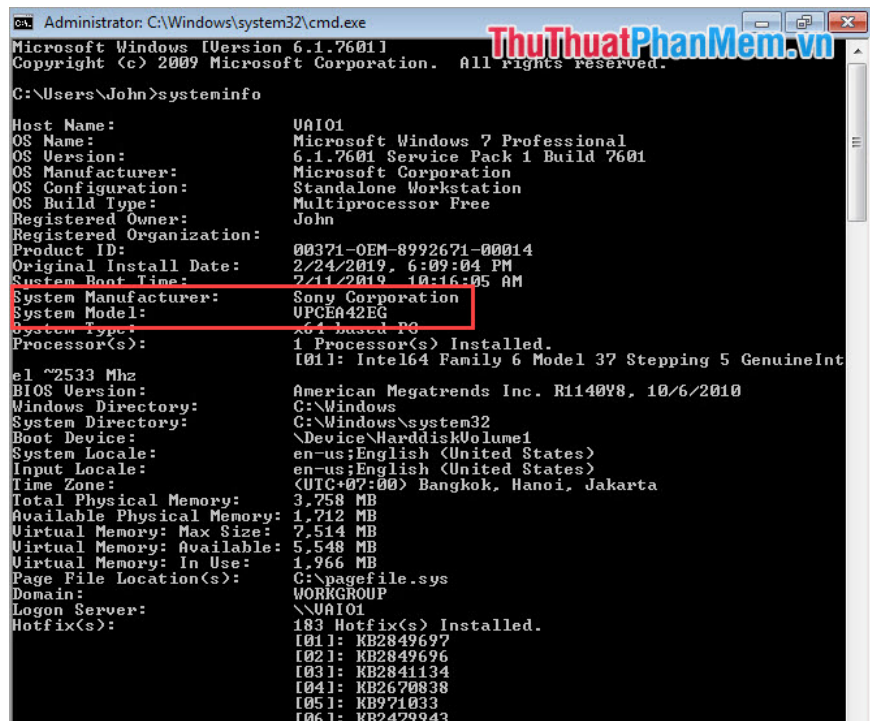 Administrator: C:\Windows\system32\cmd.exe
ThuThuatPhanMem.VN
Microsoft Windows [Version 6.1.7601]
Copyright (c) 2009 Microsoft Corporation. All rights reserved.
C:\Users\John>systeminfo
Host Name: VAIO1
OS Name: Microsoft Windows 7 Professional
OS Version: 6.1.7601 Service Pack 1 Build 7601
OS Manufacturer: Microsoft Corporation
OS Configuration: Standalone Workstation
OS Build Type: Multiprocessor Free
Registered Owner: John
Registered Organization:
Product ID: 00371-OEM-8992671-00014
Original Install Date: 2/24/2019, 6:09:04 PM
System Boot Time: 7/11/2019, 10:16:05 AM
System Manufacturer: Sony Corporation
System Model: VPCEA42EG
System Type: x64-based PC
Processor(s): 1 Processor(s) Installed.
[01]: Intel64 Family 6 Model 37 Stepping 5 GenuineInt
el ~2533 Mhz
BIOS Version: American Megatrends Inc. R1140Y8, 10/6/2010
Windows Directory: C:\Windows
System Directory: C:\Windows\system32
Boot Device: \Device\HarddiskVolume1
System Locale: en-us;English (United States)
Input Locale: en-us;English (United States)
Time Zone: (UTC+07:00) Bangkok, Hanoi, Jakarta
Total Physical Memory: 3,758 MB
Available Physical Memory: 1,712 MB
Virtual Memory: Max Size: 7,514 MB
Virtual Memory: Available: 5,548 MB
Virtual Memory: In Use: 1,966 MB
Page File Location(s): C:\pagefile.sys
Domain: WORKGROUP
Logon Server: \\VAIO1
Hotfix(s): 183 Hotfix(s) Installed.
[01]: KB2849697
[02]: KB2849696
[03]: KB2841134
[04]: KB2670838
[05]: KB971033
[06]: KB2479943